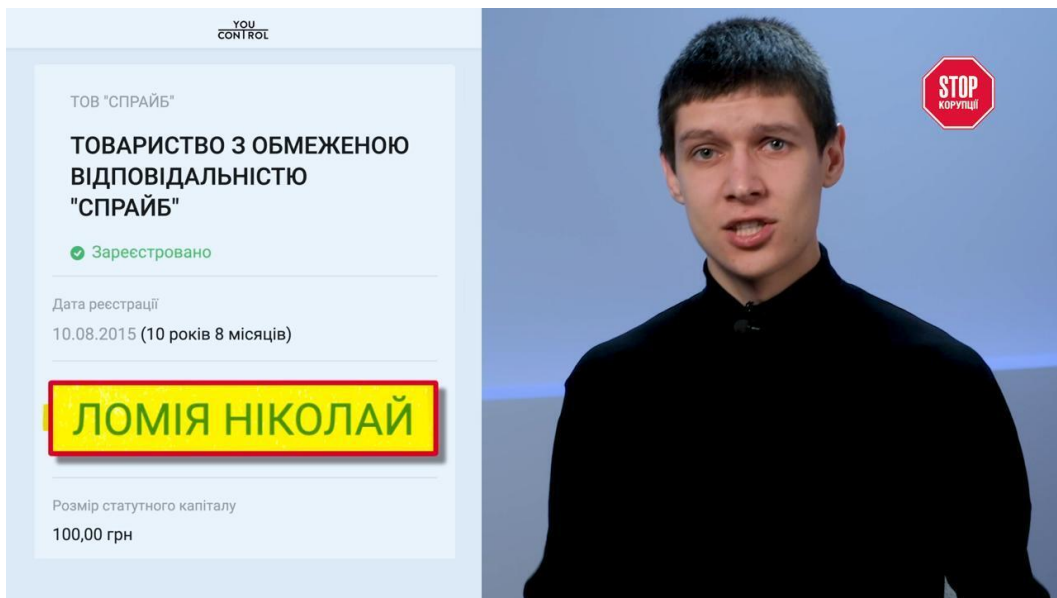 YOU
CONTROL
ТОВ "СПРАЙБ"
ТОВАРИСТВО З ОБМЕЖЕНОЮ
ВІДПОВІДАЛЬНІСТЮ
"СПРАЙБ"
Зареєстровано
Дата реєстрації
10.08.2015 (10 років 8 місяців)
ЛОМІЯ НІКОЛАЙ
Розмір статутного капіталу
100,00 грн
STOP
КОРУПЦІЇ